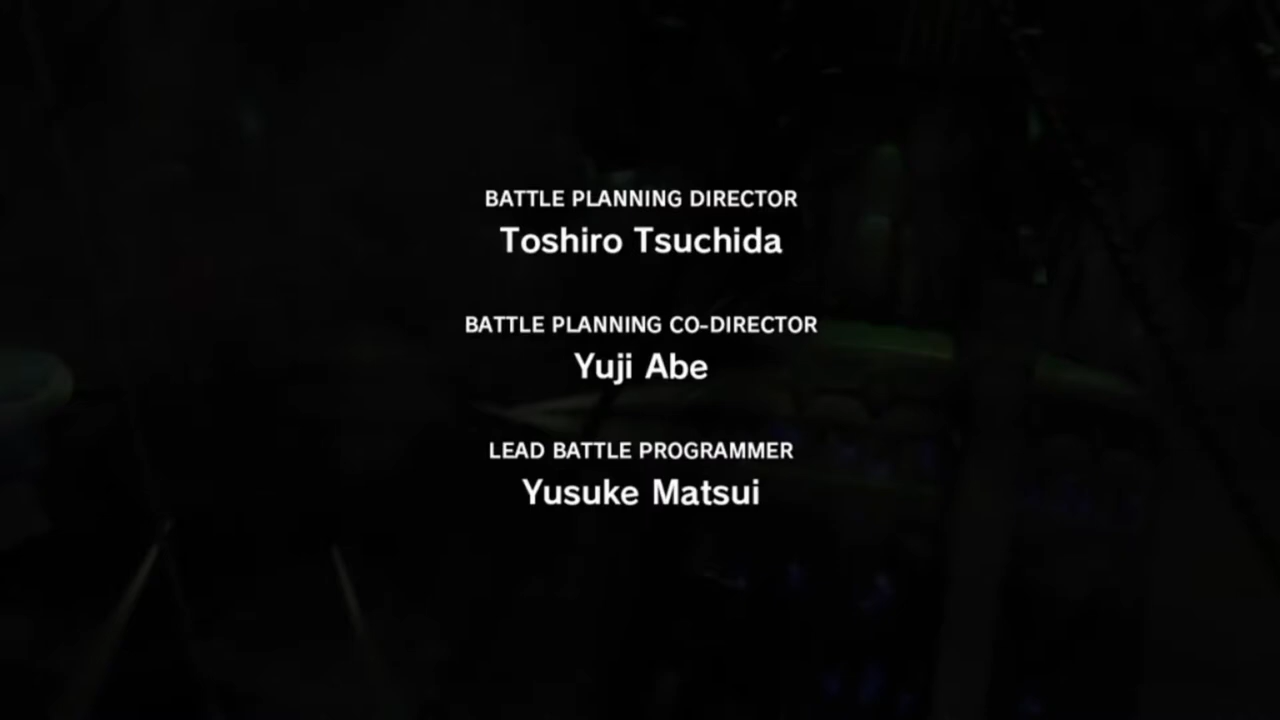 BATTLE PLANNING DIRECTOR
Toshiro Tsuchida
BATTLE PLANNING CO-DIRECTOR
Yuji Abe
LEAD BATTLE PROGRAMMER
Yusuke Matsui